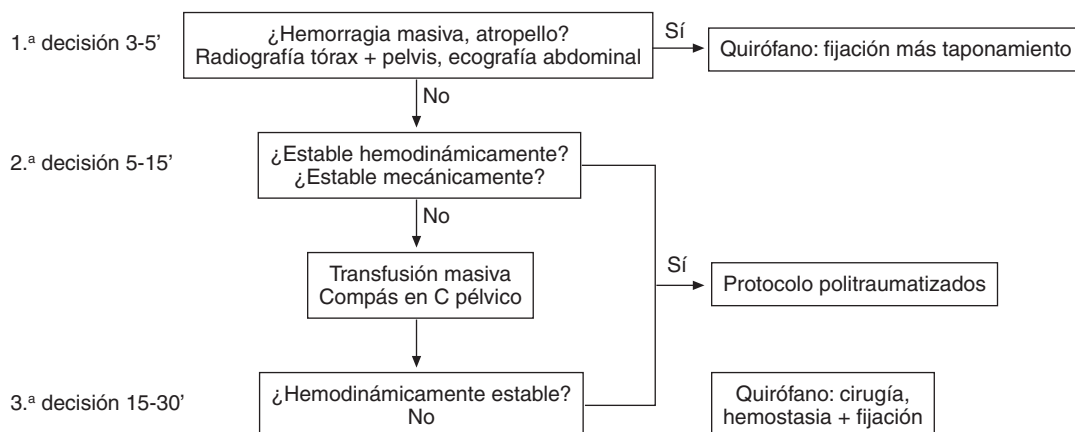 1.ª decisión 3-5’
¿Hemorragia masiva, atropello?
Radiografía tórax + pelvis, ecografía abdominal
Sí
Quirófano: fijación más taponamiento
No
2.ª decisión 5-15’
¿Estable hemodinámicamente?
¿Estable mecánicamente?
No
Transfusión masiva
Compás en C pélvico
Sí
Protocolo politraumatizados
3.ª decisión 15-30’
¿Hemodinámicamente estable?
No
Quirófano: cirugía,
hemostasia + fijación